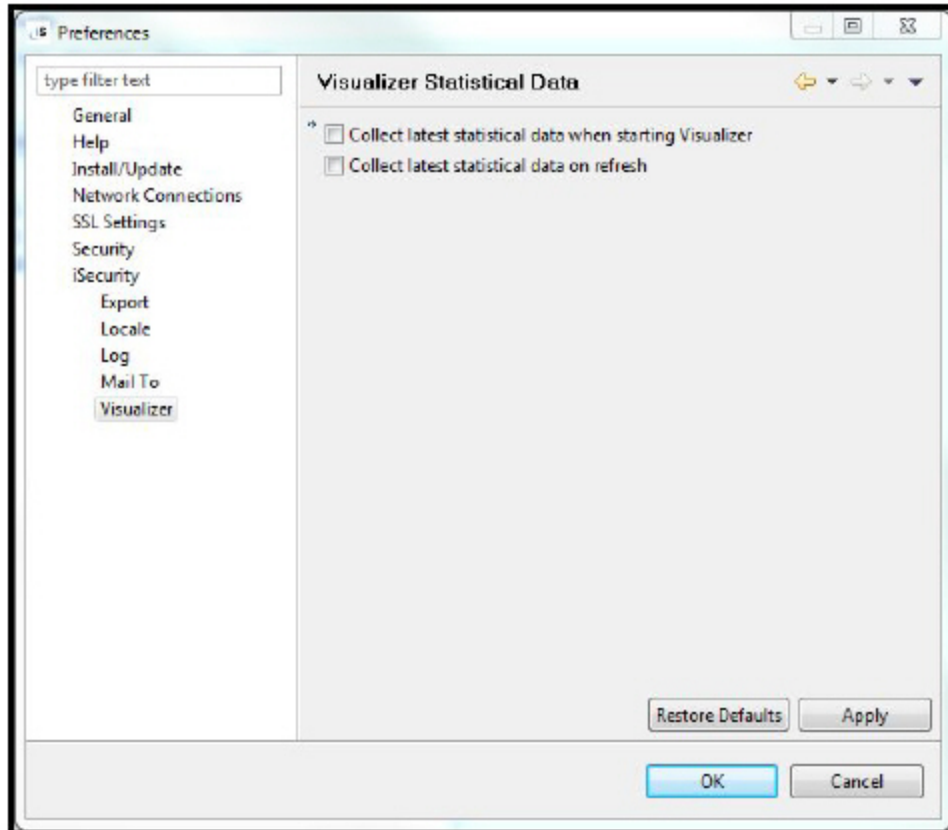 Preferences
type filter text
General
Help
Install/Update
Network Connections
SSL Settings
Security
iSecurity
Export
Locale
Log
Mail To
Visualizer
Visualizer Statistical Data
Collect latest statistical data when starting Visualizer
Collect latest statistical data on refresh
Restore Defaults
Apply
OK
Cancel